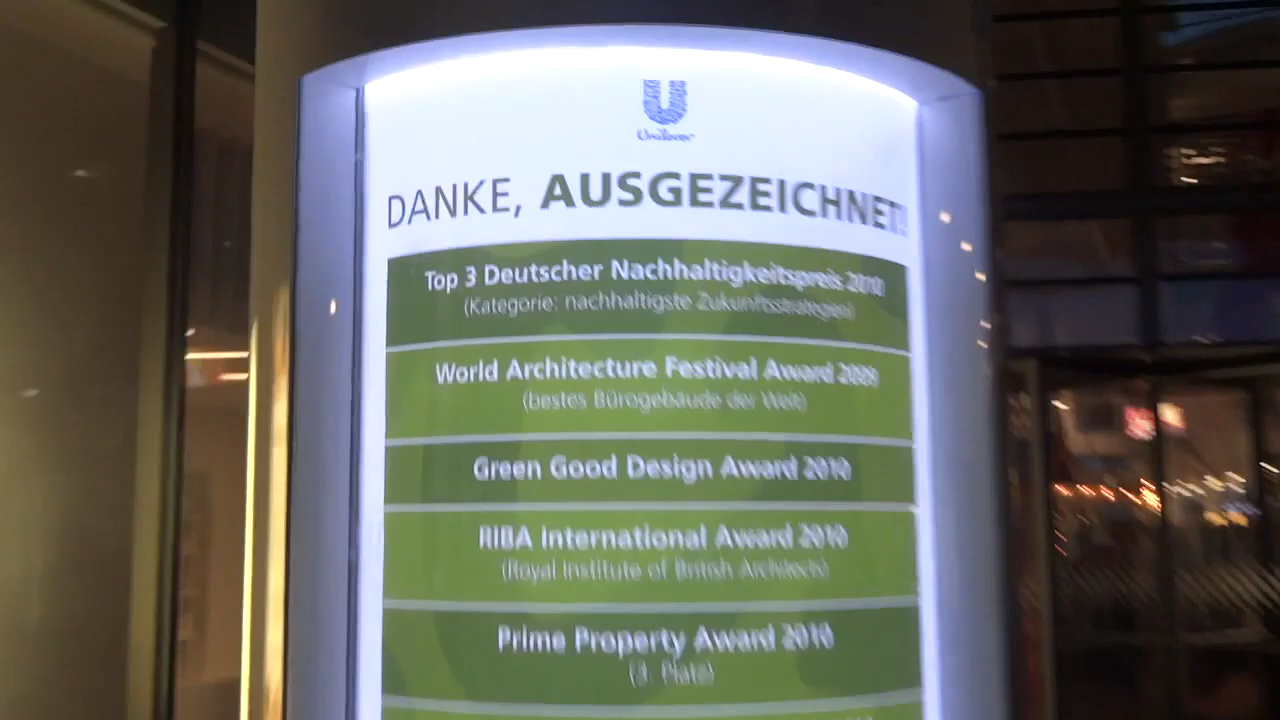 Unilever
DANKE, AUSGEZEICHNET!
Top 3 Deutscher Nachhaltigkeitspreis 2010
(Kategorie: nachhaltigste Zukunftsstrategien)
World Architecture Festival Award 2009
(bestes Bürogebäude der Welt)
Green Good Design Award 2010
RIBA International Award 2010
(Royal Institute of British Architects)
Prime Property Award 2010
(3. Platz)